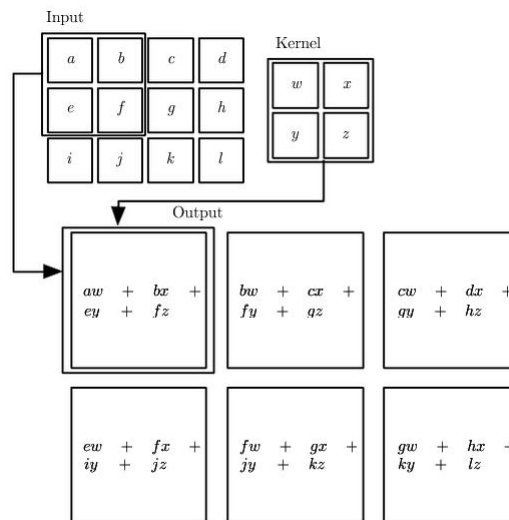 Input
Kernel
a b c d
w x
e f g h
y z
i j k l
Output
aw + bx + bw + cx + cw + dx +
ey + fz fy + gz gy + hz
ew + fx + fw + gx + gw + hx +
iy + jz jy + kz ky + lz